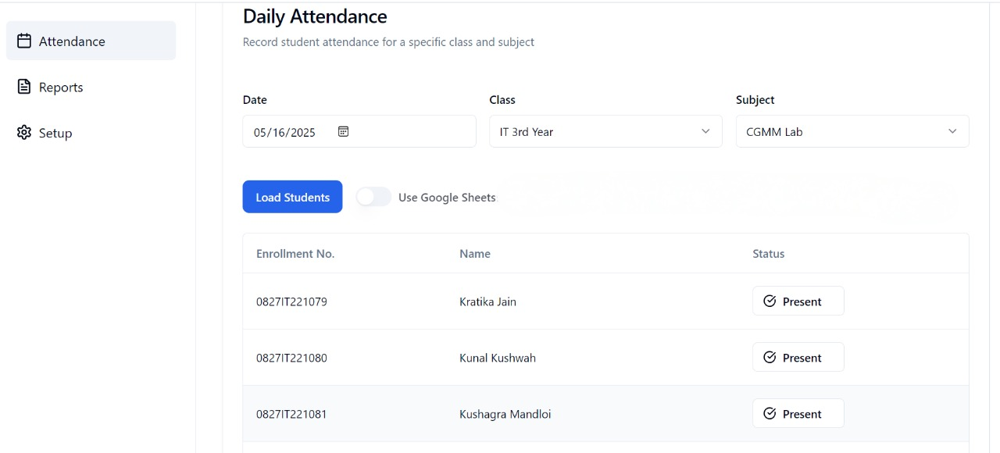 Attendance
Reports
Setup
Daily Attendance
Record student attendance for a specific class and subject
Date Class Subject
05/16/2025 IT 3rd Year CGMM Lab
Load Students Use Google Sheets
Enrollment No. Name Status
0827IT221079 Kratika Jain Present
0827IT221080 Kunal Kushwah Present
0827IT221081 Kushagra Mandloi Present